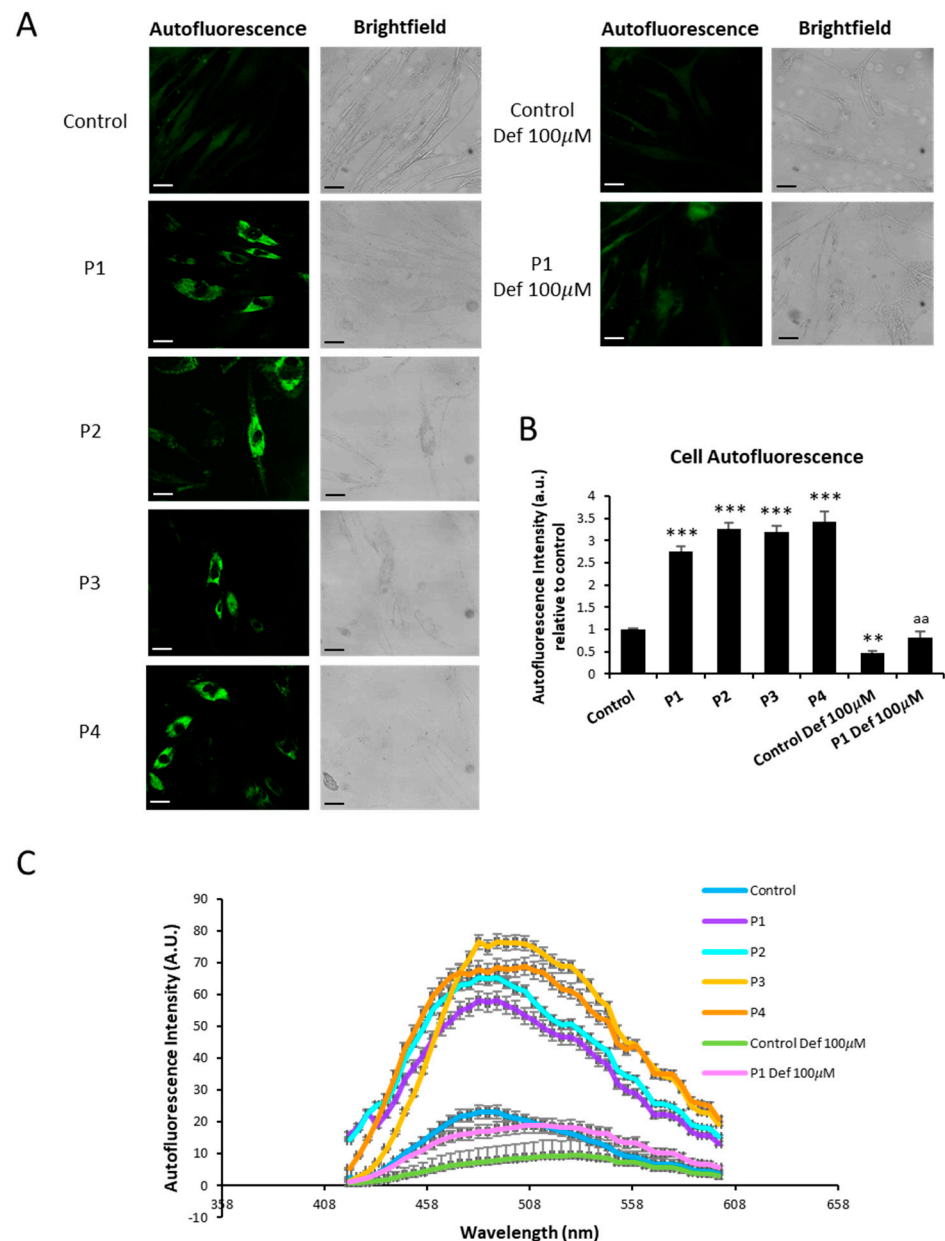 A
Autofluorescence Brightfield
Autofluorescence Brightfield
Control
P1
P2
P3
P4
Control
Def 100μM
P1
Def 100μM
B
Cell Autofluorescence
Autofluorescence Intensity (a.u.)
relative to control
4
3.5
3
2.5
2
1.5
1
0.5
0
***
***
***
***
**
aa
Control
P1
P2
P3
P4
Control Def 100μM
P1 Def 100μM
C
Autofluorescence Intensity (A.U.)
90
80
70
60
50
40
30
20
10
0
-10
358 408 458 508 558 608 658
Wavelength (nm)
Control
P1
P2
P3
P4
Control Def 100μM
P1 Def 100μM